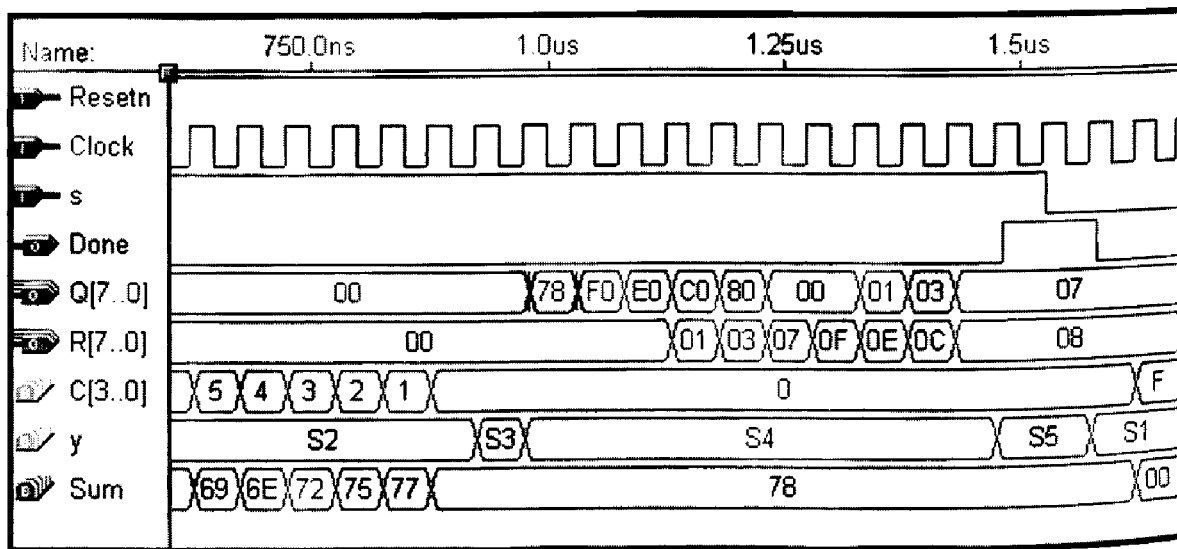 Name: 750.0ns 1.0us 1.25us 1.5us
Resetn
Clock
s
Done
Q[7..0] 00 78 F0 E0 C0 80 00 01 03 07
R[7..0] 00 01 03 07 0F 0E 0C 08
C[3..0] 5 4 3 2 1 0 F
y S2 S3 S4 S5 S1
Sum 69 6E 72 75 77 78 00